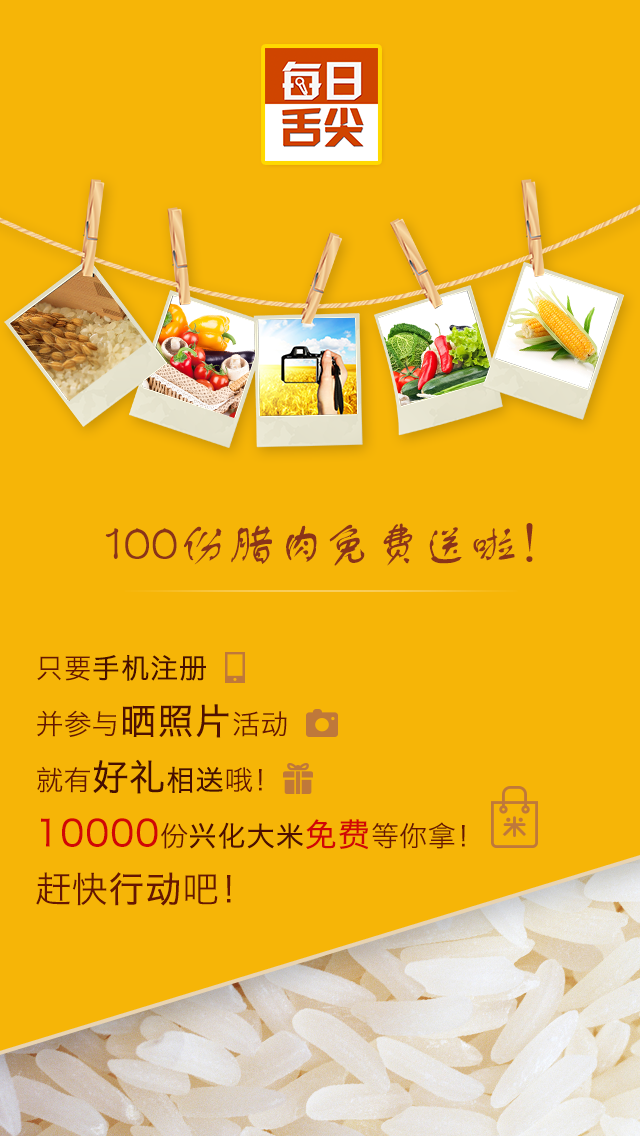 每日
舌尖
100份腊肉免费送啦!
只要手机注册
并参与晒照片活动
就有好礼相送哦!
10000份兴化大米免费等你拿!
米
赶快行动吧!